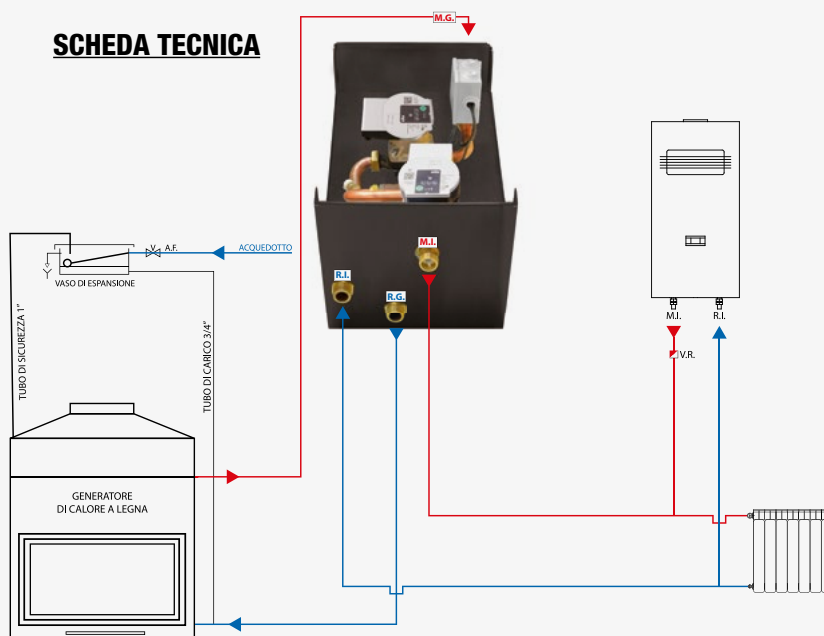 SCHEDA TECNICA
M.G.
M.I.
R.I.
R.G.
V.
A.F.
ACQUEDOTTO
VASO DI ESPANSIONE
TUBO DI SICUREZZA 1"
TUBO DI CARICO 3/4"
GENERATORE
DI CALORE A LEGNA
M.I.
R.I.
V.R.